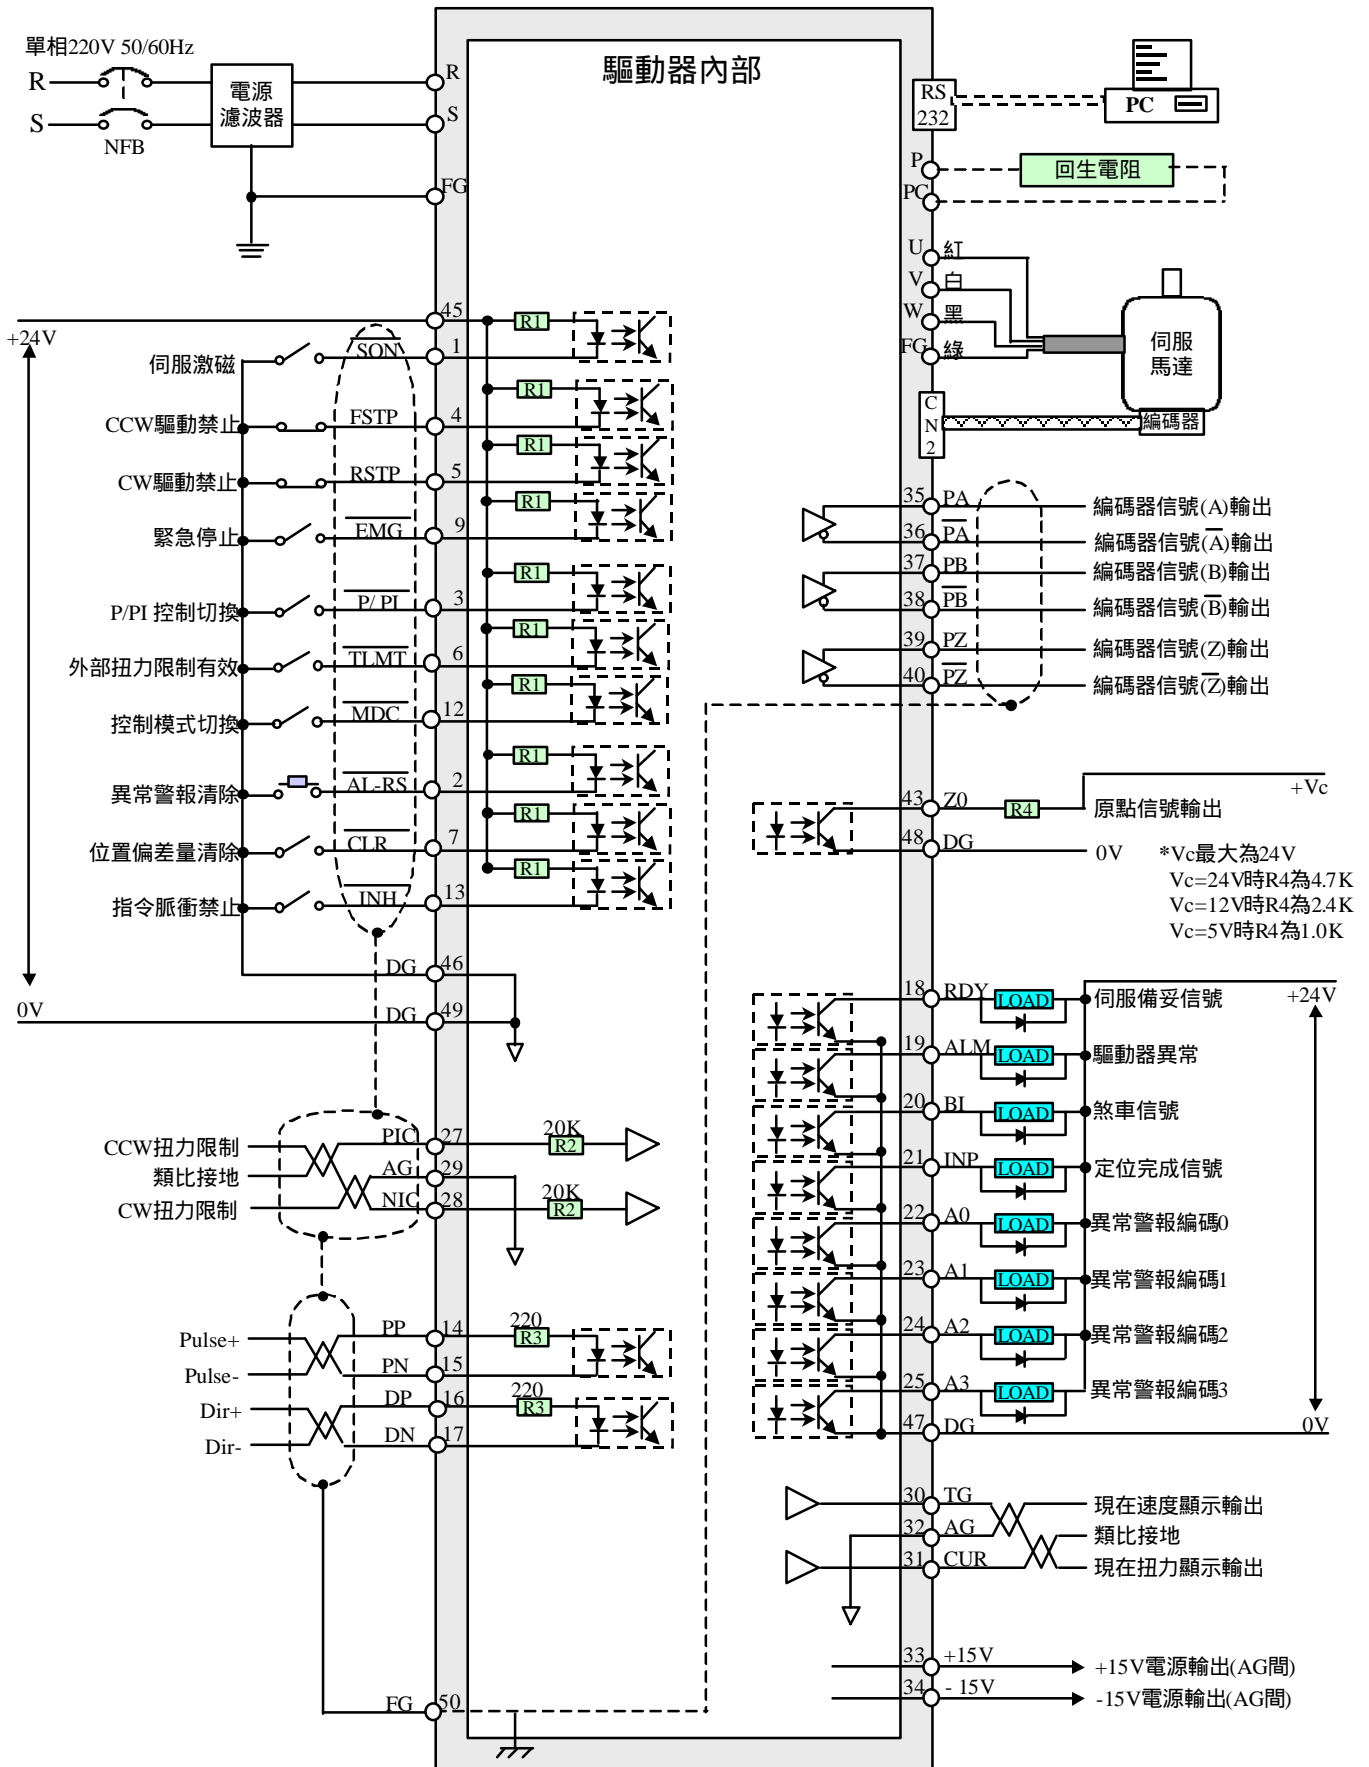 單相220V 50/60Hz
R
S
NFB
電源
濾波器
R
S
FG
驅動器內部
RS
232
PC
P
PC
回生電阻
U 紅
V 白
W 黑
FG 綠
伺服
馬達
編碼器
C
N
2
+24V
0V
45
R1
伺服激磁 SON 1
R1
CCW驅動禁止 FSTP 4
R1
CW驅動禁止 RSTP 5
R1
緊急停止 EMG 9
R1
P/PI 控制切換 P/ PI 3
R1
外部扭力限制有效 TLMT 6
R1
控制模式切換 MDC 12
R1
異常警報清除 AL-RS 2
R1
位置偏差量清除 CLR 7
R1
指令脈衝禁止 INH 13
DG 46
DG 49
CCW扭力限制 PIC 27 20K R2
類比接地 AG 29
CW扭力限制 NIC 28 20K R2
Pulse+ PP 14 220 R3
Pulse- PN 15
Dir+ DP 16 220 R3
Dir- DN 17
FG 50
35 PA 編碼器信號(A)輸出
36 P̅A̅ 編碼器信號(A̅)輸出
37 PB 編碼器信號(B)輸出
38 P̅B̅ 編碼器信號(B̅)輸出
39 PZ 編碼器信號(Z)輸出
40 P̅Z̅ 編碼器信號(Z̅)輸出
43 Z0 R4 原點信號輸出 +Vc
48 DG 0V
*Vc最大為24V
Vc=24V時R4為4.7K
Vc=12V時R4為2.4K
Vc=5V時R4為1.0K
18 RDY LOAD 伺服備妥信號 +24V
19 ALM LOAD 驅動器異常
20 BI LOAD 煞車信號
21 INP LOAD 定位完成信號
22 A0 LOAD 異常警報編碼0
23 A1 LOAD 異常警報編碼1
24 A2 LOAD 異常警報編碼2
25 A3 LOAD 異常警報編碼3
47 DG 0V
30 TG 現在速度顯示輸出
32 AG 類比接地
31 CUR 現在扭力顯示輸出
33 +15V +15V電源輸出(AG間)
34 - 15V -15V電源輸出(AG間)